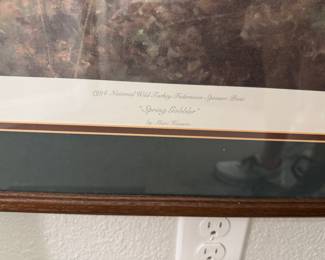 1994 National Wild Turkey Federation Sponsor Print
"Spring Gobbler"
by